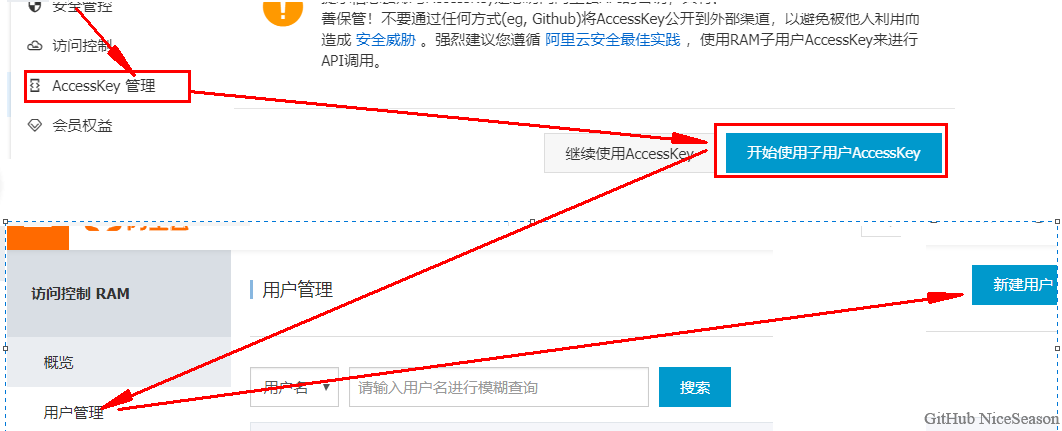 安全管控
访问控制
AccessKey 管理
会员权益
善保管！不要通过任何方式(eg, Github)将AccessKey公开到外部渠道，以避免被他人利用而
造成 安全威胁 。强烈建议您遵循 阿里云安全最佳实践 ，使用RAM子用户AccessKey来进行
API调用。
继续使用AccessKey
开始使用子用户AccessKey
访问控制 RAM
用户管理
新建用户
概览
用户名
请输入用户名进行模糊查询
搜索
用户管理
GitHub NiceSeason